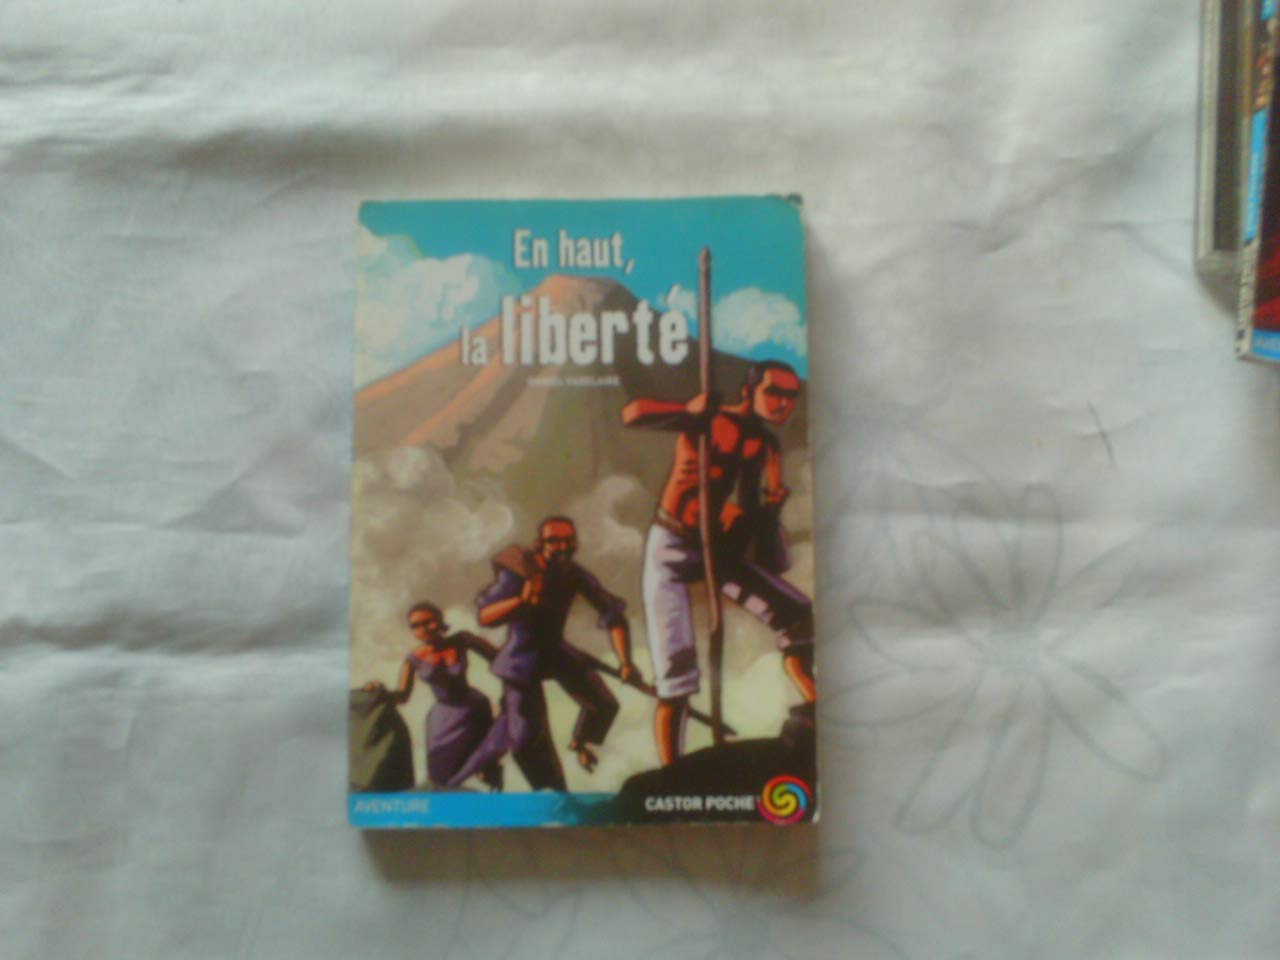 En haut,
la liberté
AVENTURE
CASTOR POCHE